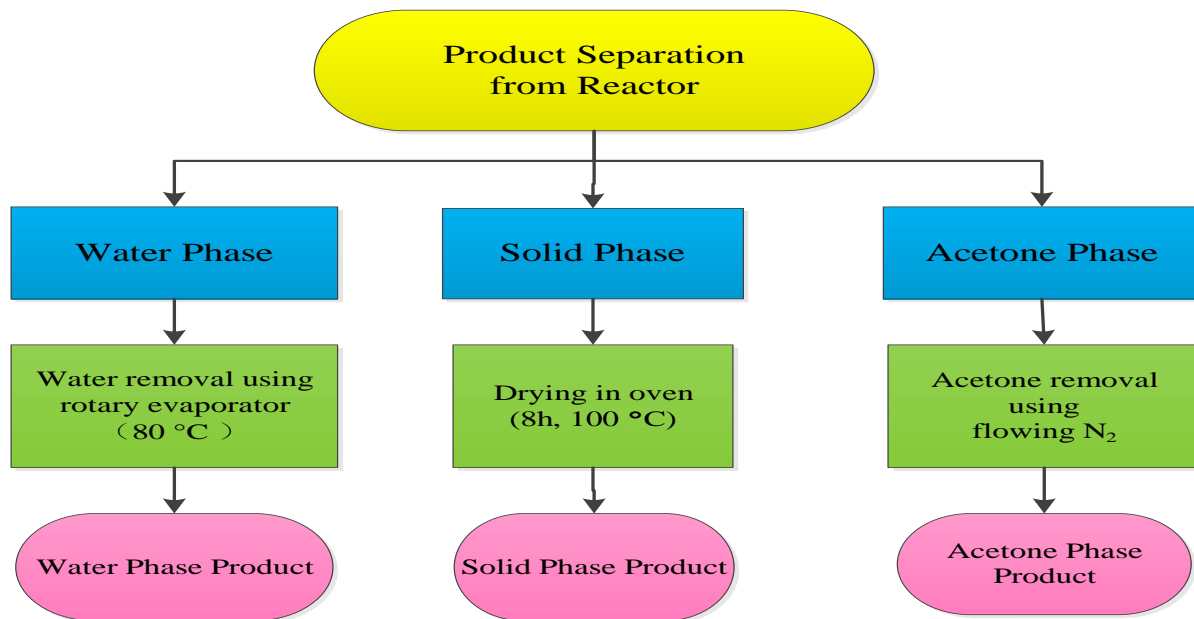 Product Separation
from Reactor
Water Phase
Solid Phase
Acetone Phase
Water removal using
rotary evaporator
（80 °C ）
Drying in oven
(8h, 100 °C)
Acetone removal
using
flowing N₂
Water Phase Product
Solid Phase Product
Acetone Phase
Product